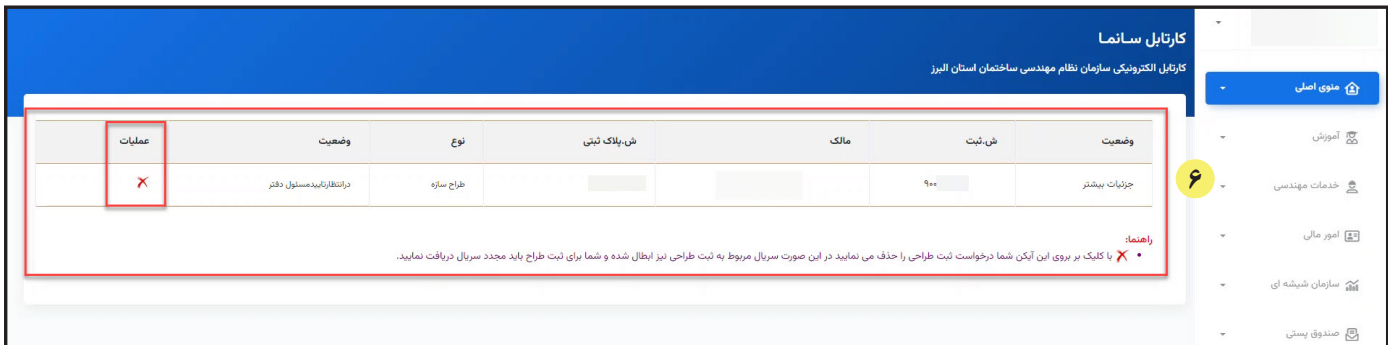 کارتابل سـانمـا
کارتابل الکترونیکی سازمان نظام مهندسی ساختمان استان البرز
منوی اصلی
آموزش
خدمات مهندسی
امور مالی
سازمان شیشه ای
صندوق پستی
۶
وضعیت ش.ثبت مالک ش.پلاک ثبتی نوع وضعیت عملیات
جزئیات بیشتر ۹۰۰ طراح سازه درانتظارتاییدمسئول دفتر
راهنما:
با کلیک بر بروی این آیکن شما درخواست ثبت طراحی را حذف می نمایید در این صورت سریال مربوط به ثبت طراحی نیز ابطال شده و شما برای ثبت طراح باید مجدد سریال دریافت نمایید.